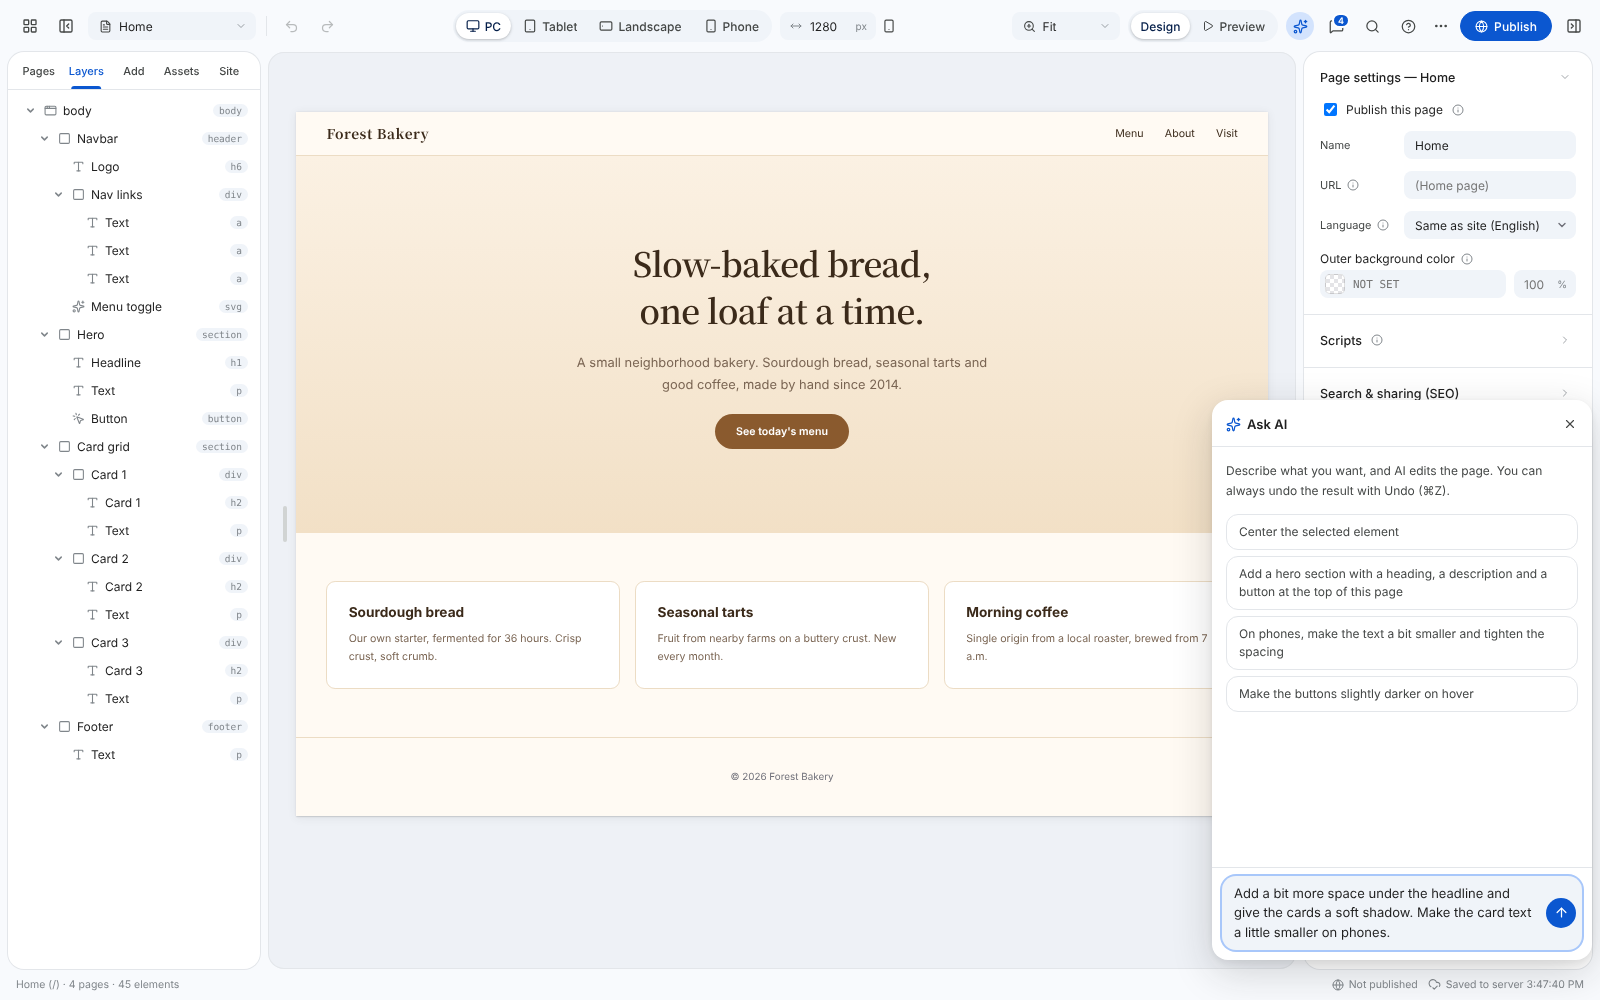 Home
PC
Tablet
Landscape
Phone
1280 px
Fit
Design
Preview
4
Publish
Pages
Layers
Add
Assets
Site
body body
Navbar header
Logo h6
Nav links div
Text a
Text a
Text a
Menu toggle svg
Hero section
Headline h1
Text p
Button button
Card grid section
Card 1 div
Card 1 h2
Text p
Card 2 div
Card 2 h2
Text p
Card 3 div
Card 3 h2
Text p
Footer footer
Text p
Forest Bakery
Menu
About
Visit
Slow-baked bread,
one loaf at a time.
A small neighborhood bakery. Sourdough bread, seasonal tarts and
good coffee, made by hand since 2014.
See today's menu
Sourdough bread
Our own starter, fermented for 36 hours. Crisp
crust, soft crumb.
Seasonal tarts
Fruit from nearby farms on a buttery crust. New
every month.
Morning coffee
Single origin from a local roaster, brewed from 7
a.m.
© 2026 Forest Bakery
Page settings — Home
Publish this page
Name Home
URL (Home page)
Language Same as site (English)
Outer background color
NOT SET 100 %
Scripts
Search & sharing (SEO)
Ask AI
Describe what you want, and AI edits the page. You can
always undo the result with Undo (⌘Z).
Center the selected element
Add a hero section with a heading, a description and a
button at the top of this page
On phones, make the text a bit smaller and tighten the
spacing
Make the buttons slightly darker on hover
Add a bit more space under the headline and
give the cards a soft shadow. Make the card text
a little smaller on phones.
Home (/) · 4 pages · 45 elements
Not published
Saved to server 3:47:40 PM